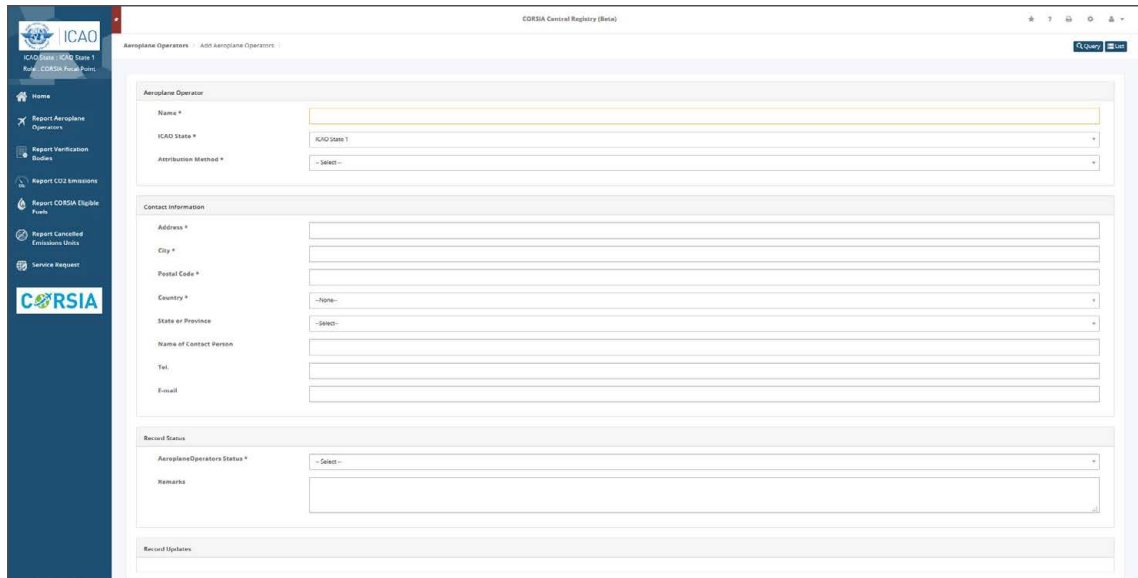 CORSIA Central Registry (Beta)
ICAO
ICAO State : ICAO State 1
Role : CORSIA Focal Point
Aeroplane Operators / Add Aeroplane Operators /
Query
List
Home
Report Aeroplane
Operators
Report Verification
Bodies
Report CO2 Emissions
Report CORSIA Eligible
Fuels
Report Cancelled
Emissions Units
Service Request
CORSIA
Aeroplane Operator
Name *
ICAO State *
ICAO State 1
Attribution Method *
-- Select --
Contact Information
Address *
City *
Postal Code *
Country *
--None--
State or Province
--Select--
Name of Contact Person
Tel.
E-mail
Record Status
AeroplaneOperators Status *
-- Select --
Remarks
Record Updates